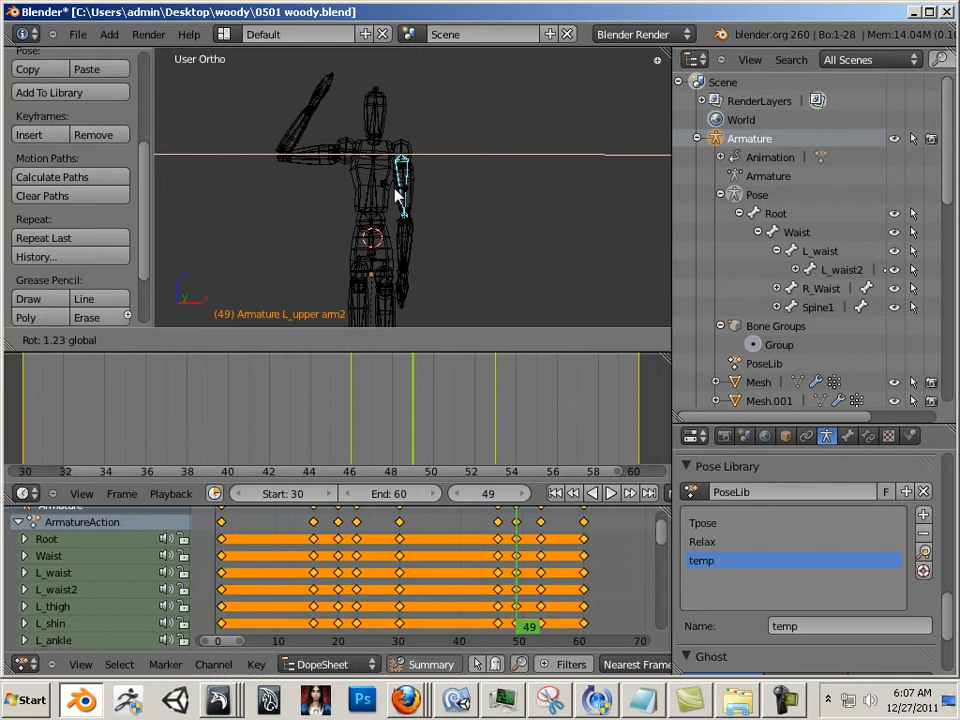 Blender* [C:\Users\admin\Desktop\woody\0501 woody.blend]
File Add Render Help Default Scene Blender Render blender.org 260 | Bo:1-28 | Mem:14.04M (0.1
Pose:
Copy Paste
Add To Library
Keyframes:
Insert Remove
Motion Paths:
Calculate Paths
Clear Paths
Repeat:
Repeat Last
History...
Grease Pencil:
Draw Line
Poly Erase
User Ortho
(49) Armature L_upper arm2
Rot: 1.23 global
View Search All Scenes
Scene
RenderLayers
World
Armature
Animation
Armature
Pose
Root
Waist
L_waist
L_waist2
R_Waist
Spine1
Bone Groups
Group
PoseLib
Mesh
Mesh.001
30 32 34 36 38 40 42 44 46 48 50 52 54 56 58 60
View Frame Playback Start: 30 End: 60 49
Armature
ArmatureAction
Root
Waist
L_waist
L_waist2
L_thigh
L_shin
L_ankle
0 10 20 30 40 49 50 60 70
View Select Marker Channel Key DopeSheet Summary Filters Nearest Frame
Pose Library
PoseLib F
Tpose
Relax
temp
Name: temp
Ghost
Start
Ps
6:07 AM
12/27/2011